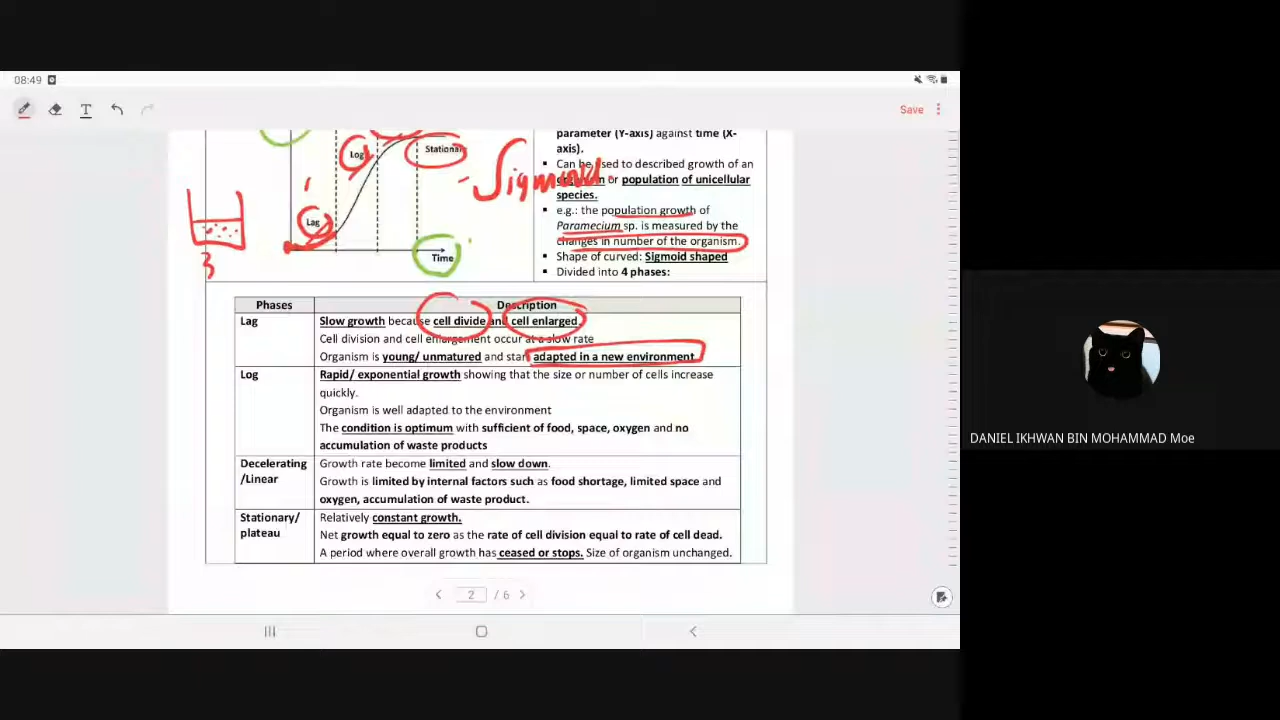 08:49
T
Save
parameter (Y-axis) against time (X-
axis).
Log
Stationar
Sigmoid
▪ Can be used to described growth of an
organism or population of unicellular
species.
Lag
▪ e.g.: the population growth of
Paramecium sp. is measured by the
changes in number of the organism.
Time
▪ Shape of curved: Sigmoid shaped
▪ Divided into 4 phases:
3
Phases Description
Lag Slow growth because cell divide and cell enlarged.
Cell division and cell enlargement occur at a slow rate
Organism is young/ unmatured and start adapted in a new environment
Log Rapid/ exponential growth showing that the size or number of cells increase
quickly.
Organism is well adapted to the environment
The condition is optimum with sufficient of food, space, oxygen and no
accumulation of waste products
Decelerating Growth rate become limited and slow down.
/Linear Growth is limited by internal factors such as food shortage, limited space and
oxygen, accumulation of waste product.
Stationary/ Relatively constant growth.
plateau Net growth equal to zero as the rate of cell division equal to rate of cell dead.
A period where overall growth has ceased or stops. Size of organism unchanged.
2 / 6
DANIEL IKHWAN BIN MOHAMMAD Moe